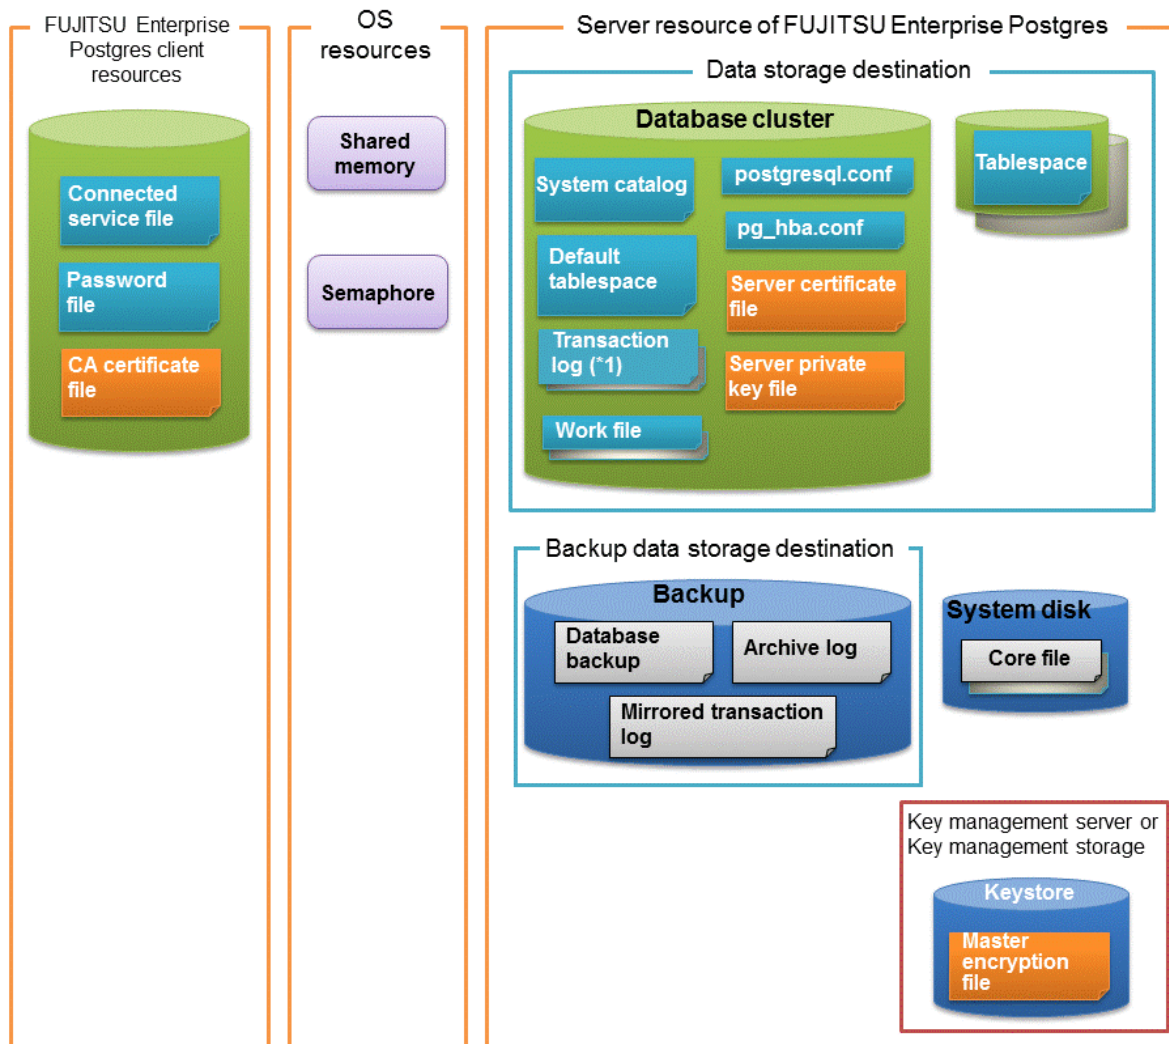 FUJITSU Enterprise
Postgres client
resources
Connected
service file
Password
file
CA certificate
file
OS
resources
Shared
memory
Semaphore
Server resource of FUJITSU Enterprise Postgres
Data storage destination
Database cluster
System catalog
Default
tablespace
Transaction
log (*1)
Work file
postgresql.conf
pg_hba.conf
Server certificate
file
Server private
key file
Tablespace
Backup data storage destination
Backup
Database
backup
Archive log
Mirrored transaction
log
System disk
Core file
Key management server or
Key management storage
Keystore
Master
encryption
file